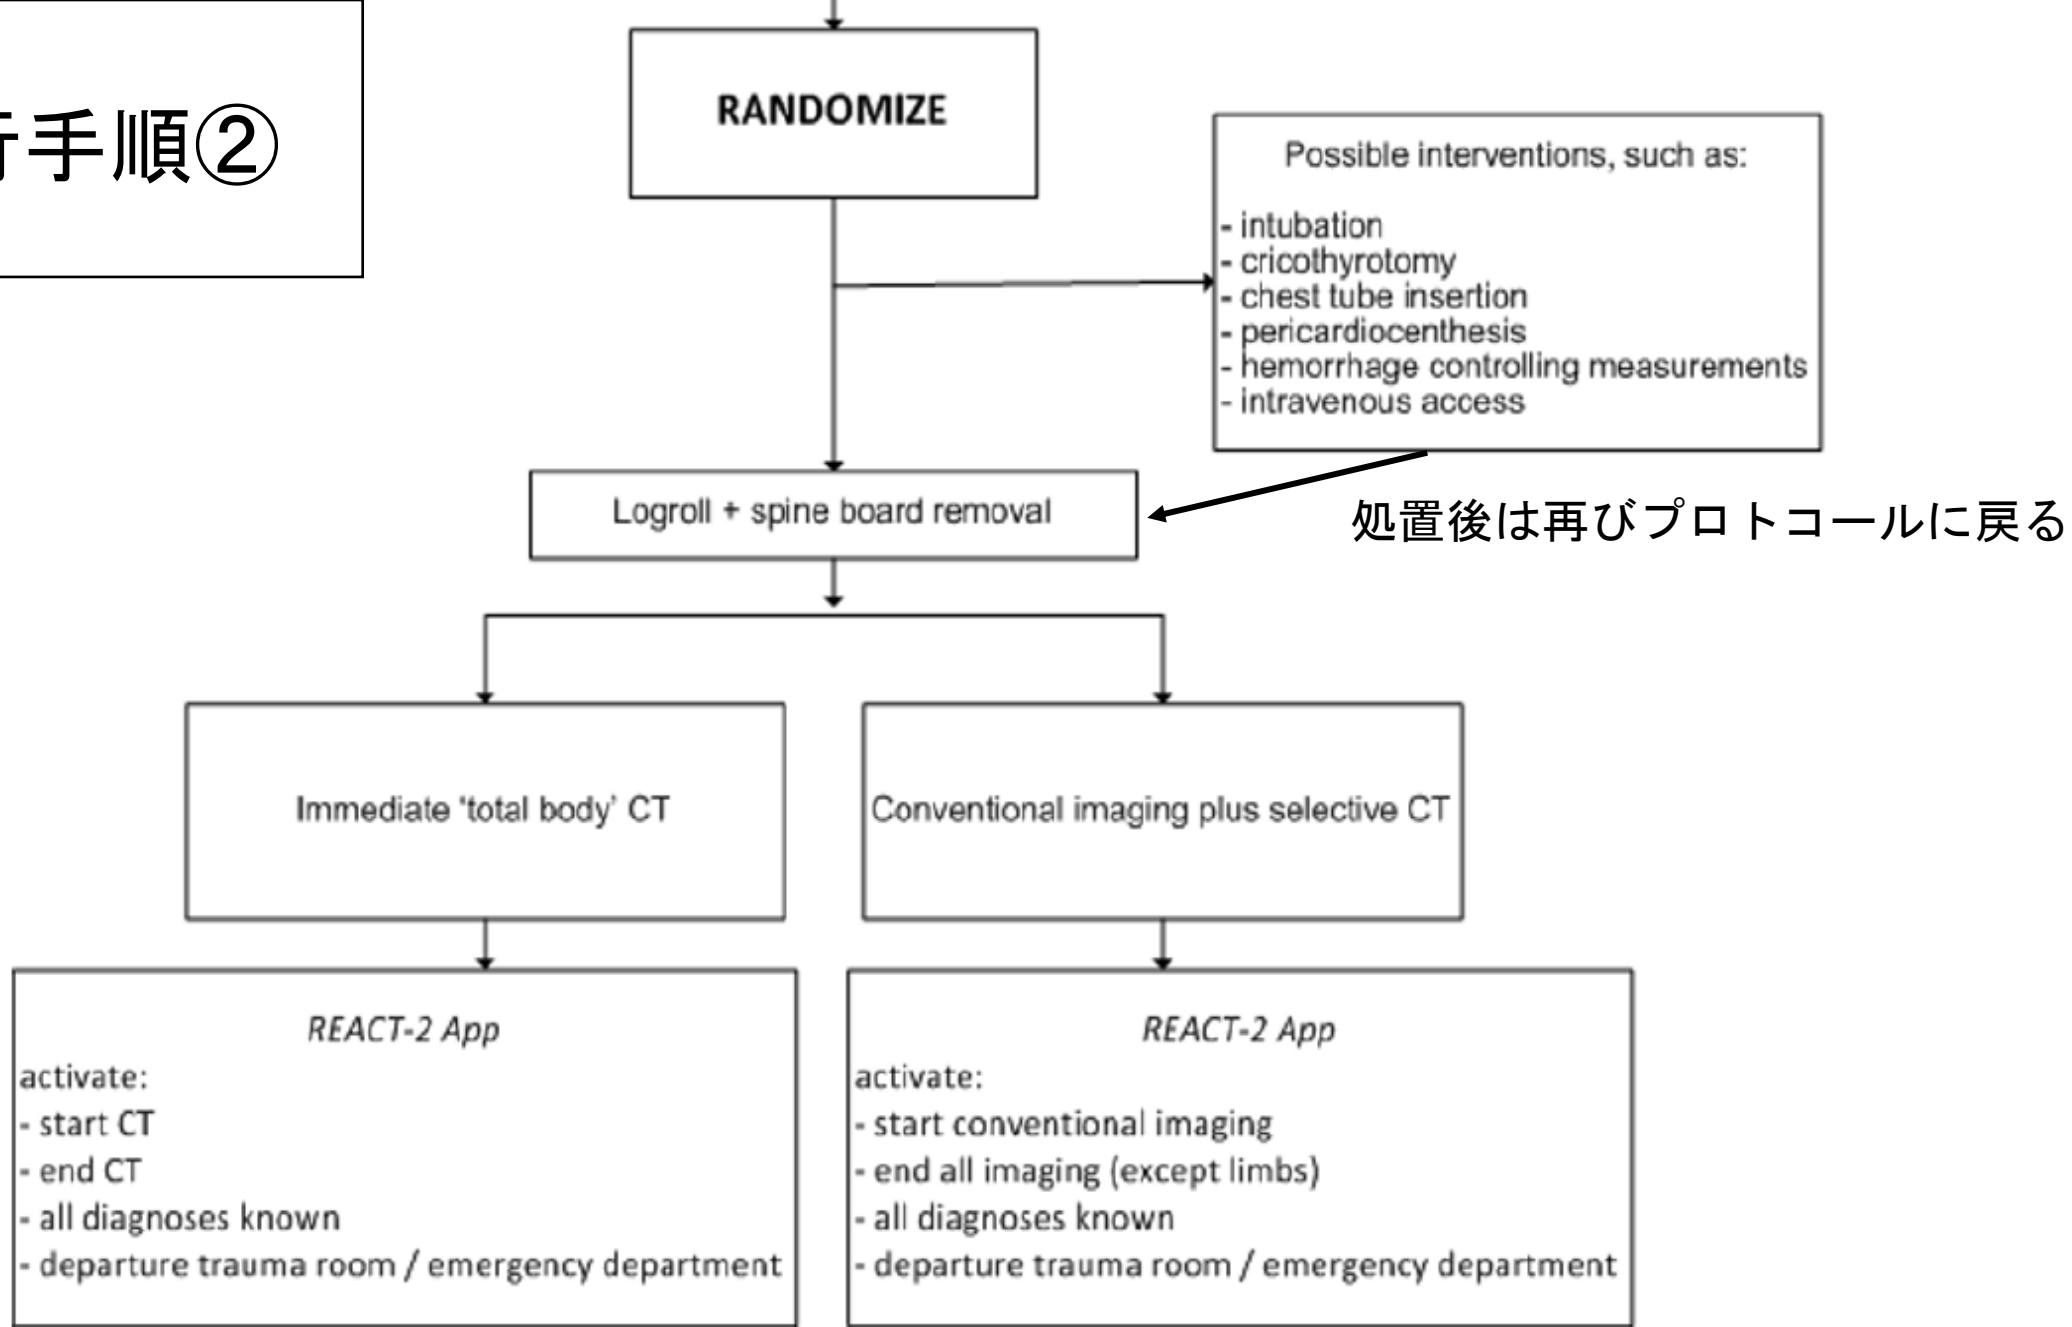 行手順②
RANDOMIZE
Possible interventions, such as:
- intubation
- cricothyrotomy
- chest tube insertion
- pericardiocenthesis
- hemorrhage controlling measurements
- intravenous access
Logroll + spine board removal
処置後は再びプロトコールに戻る
Immediate ‘total body’ CT
Conventional imaging plus selective CT
REACT-2 App
activate:
- start CT
- end CT
- all diagnoses known
- departure trauma room / emergency department
REACT-2 App
activate:
- start conventional imaging
- end all imaging (except limbs)
- all diagnoses known
- departure trauma room / emergency department